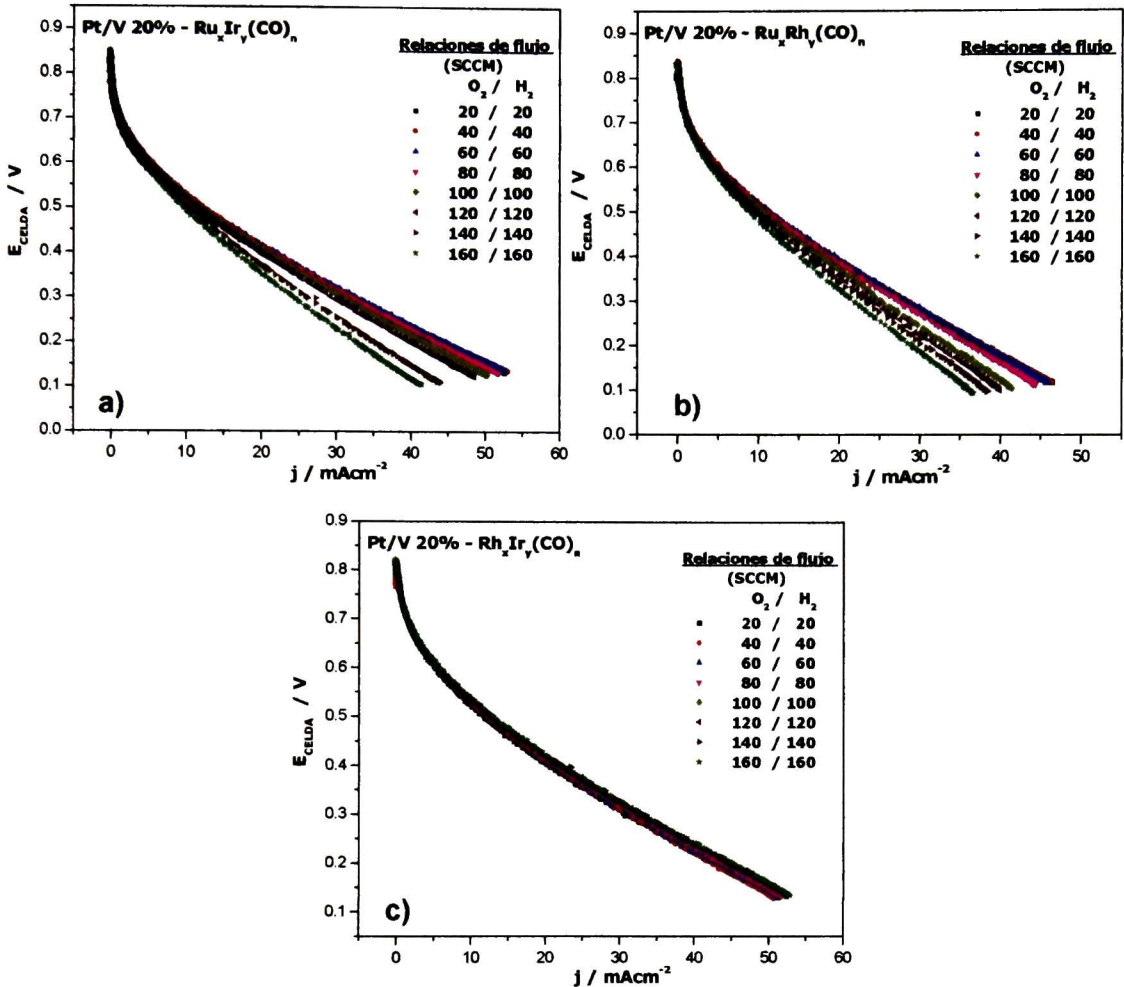 Pt/V 20% - RuxIry(CO)n
Relaciones de flujo
(SCCM)
O2 / H2
20 / 20
40 / 40
60 / 60
80 / 80
100 / 100
120 / 120
140 / 140
160 / 160
0.9
0.8
0.7
0.6
0.5
0.4
0.3
0.2
0.1
0.0
ECELDA / V
a)
0 10 20 30 40 50 60
j / mAcm-2
Pt/V 20% - RuxRhy(CO)n
Relaciones de flujo
(SCCM)
O2 / H2
20 / 20
40 / 40
60 / 60
80 / 80
100 / 100
120 / 120
140 / 140
160 / 160
0.9
0.8
0.7
0.6
0.5
0.4
0.3
0.2
0.1
0.0
ECELDA / V
b)
0 10 20 30 40 50
j / mAcm-2
Pt/V 20% - RhxIry(CO)n
Relaciones de flujo
(SCCM)
O2 / H2
20 / 20
40 / 40
60 / 60
80 / 80
100 / 100
120 / 120
140 / 140
160 / 160
0.9
0.8
0.7
0.6
0.5
0.4
0.3
0.2
0.1
ECELDA / V
c)
0 10 20 30 40 50 60
j / mAcm-2